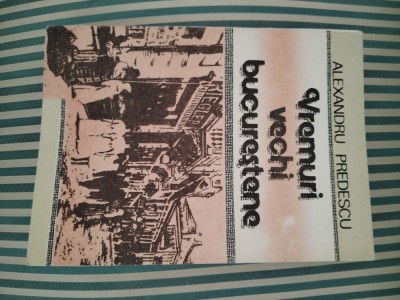 ALEXANDRU PREDESCU
Vremuri
vechi
bucureștene